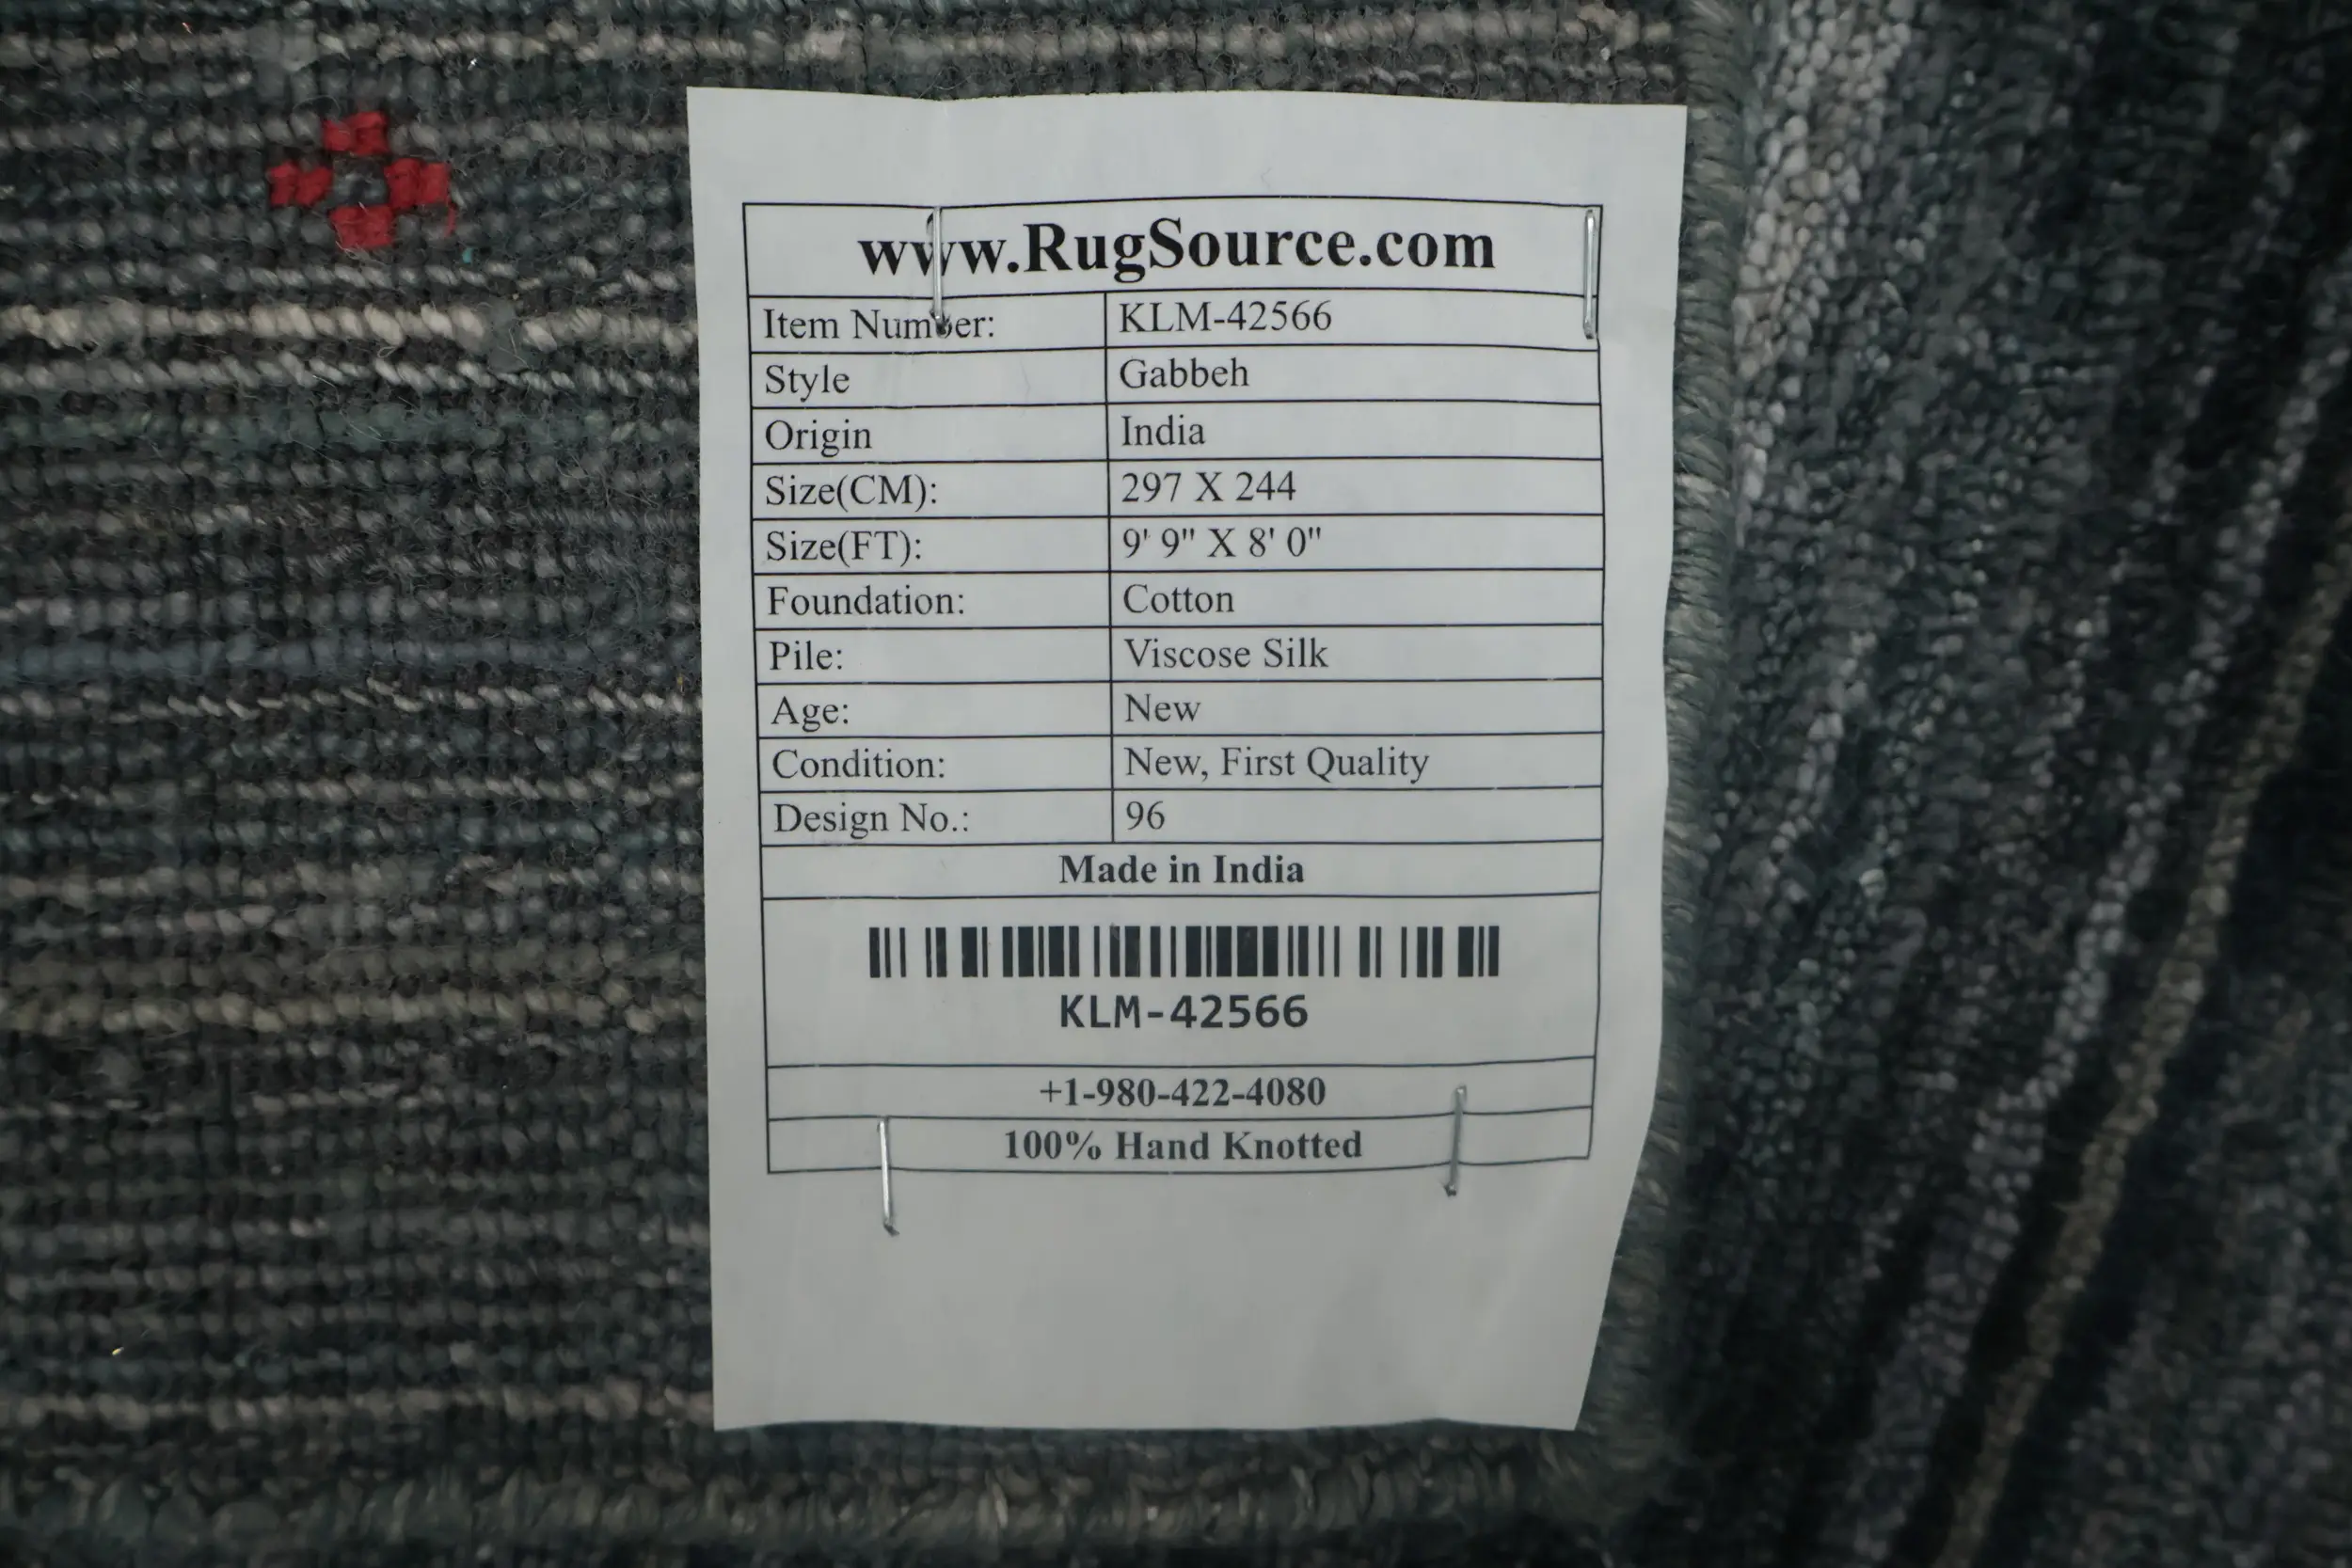 www.RugSource.com
Item Number: KLM-42566
Style Gabbeh
Origin India
Size(CM): 297 X 244
Size(FT): 9' 9" X 8' 0"
Foundation: Cotton
Pile: Viscose Silk
Age: New
Condition: New, First Quality
Design No.: 96
Made in India
KLM-42566
+1-980-422-4080
100% Hand Knotted